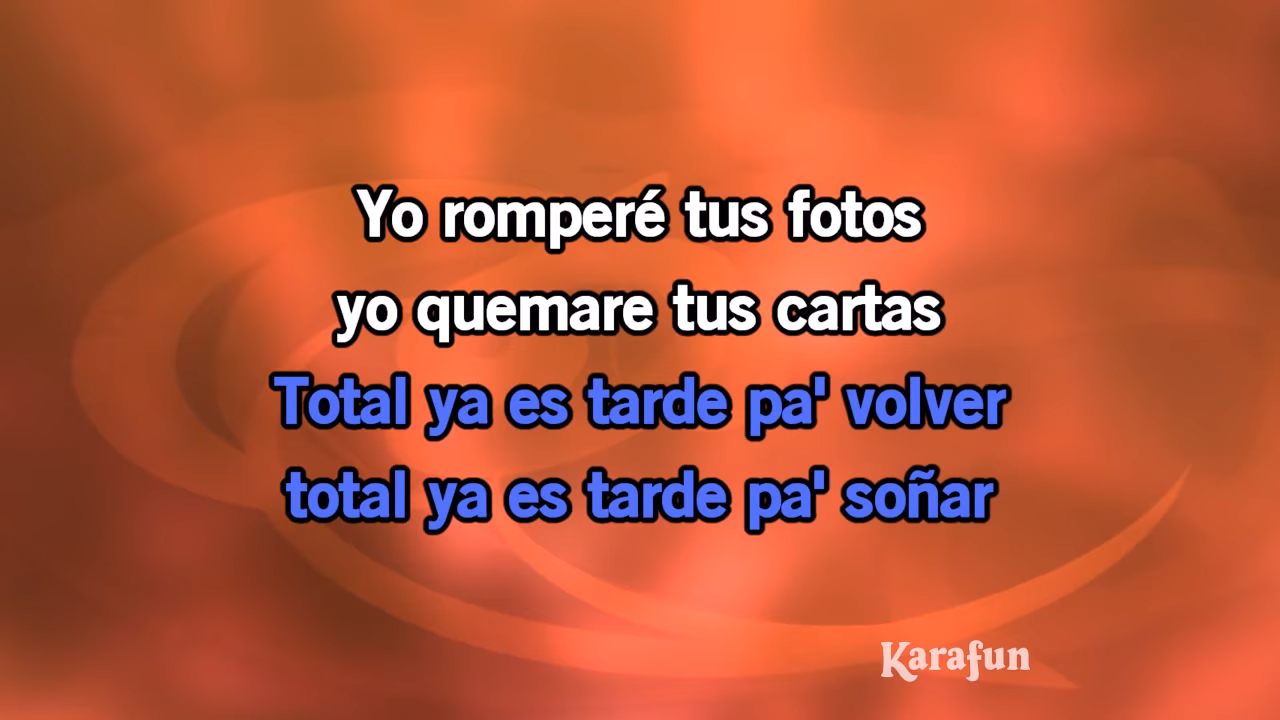 Yo romperé tus fotos
yo quemare tus cartas
Total ya es tarde pa' volver
total ya es tarde pa' soñar
Karafun